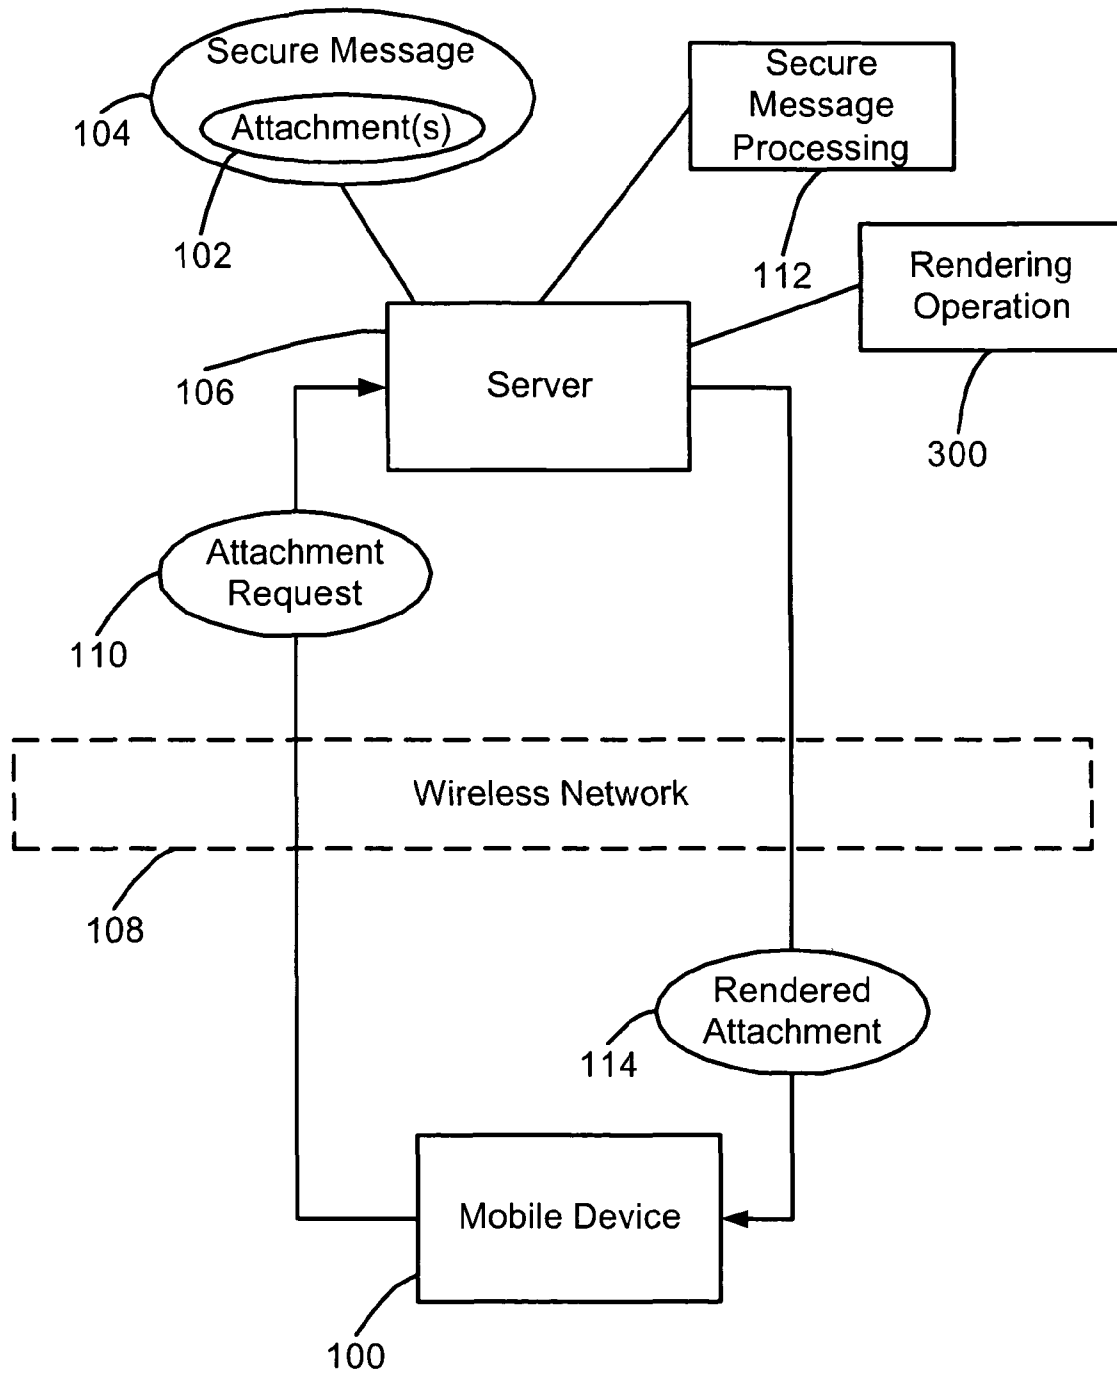 Secure Message
Attachment(s)
104
102
Secure
Message
Processing
112
Rendering
Operation
300
106
Server
Attachment
Request
110
Wireless Network
108
Rendered
Attachment
114
Mobile Device
100